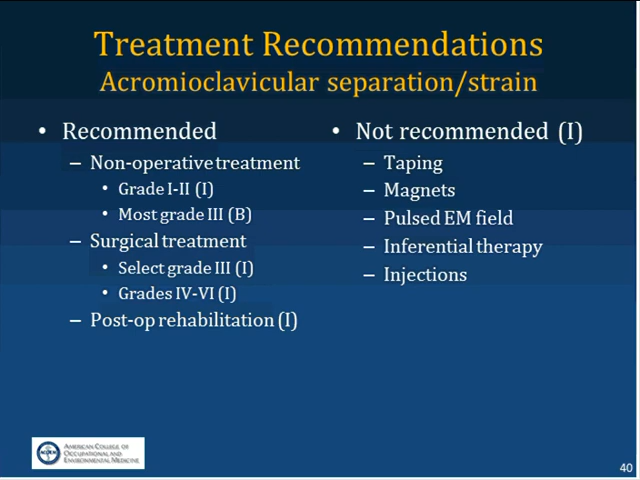 Treatment Recommendations
Acromioclavicular separation/strain
• Recommended
– Non-operative treatment
• Grade I-II (I)
• Most grade III (B)
– Surgical treatment
• Select grade III (I)
• Grades IV-VI (I)
– Post-op rehabilitation (I)
• Not recommended (I)
– Taping
– Magnets
– Pulsed EM field
– Inferential therapy
– Injections
AMERICAN COLLEGE OF
OCCUPATIONAL AND
ENVIRONMENTAL MEDICINE
40